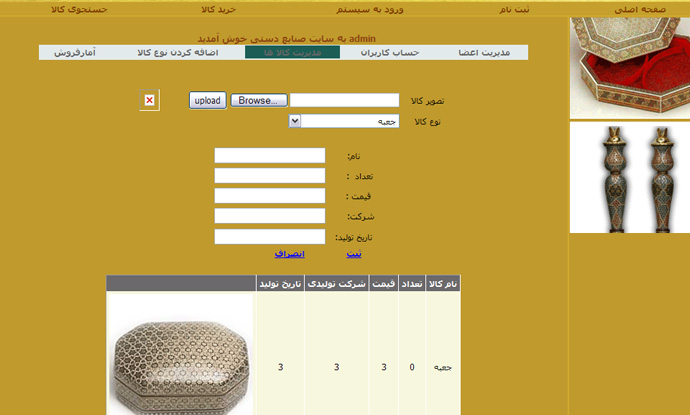 صفحه اصلی ثبت نام ورود به سیستم خرید کالا جستجوی کالا
admin به سایت صنایع دستی خوش آمدید
مدیریت اعضا حساب کاربران مدیریت کالا ها اضافه کردن نوع کالا آمارفروش
تصویر کالا Browse... upload
نوع کالا جعبه
نام:
تعداد :
قیمت :
شرکت:
تاریخ تولید:
ثبت انصراف
نام کالا تعداد قیمت شرکت تولیدی تاریخ تولید
جعبه 0 3 3 3